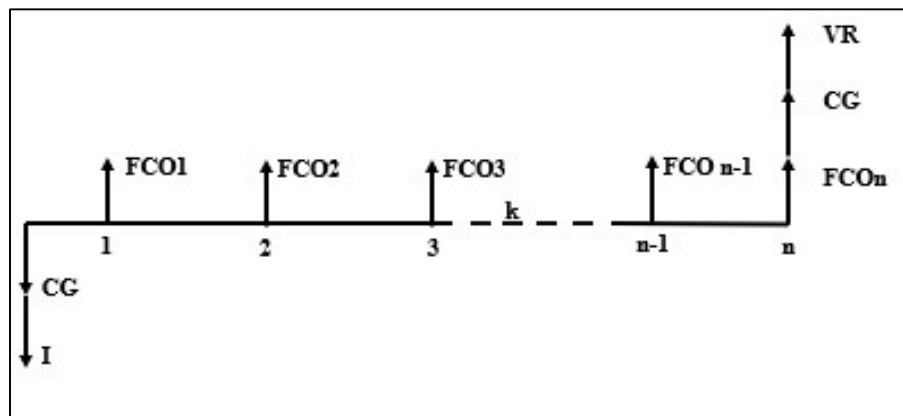 VR
CG
FCO1 FCO2 FCO3 FCO n-1 FCOn
k
1 2 3 n-1 n
CG
I